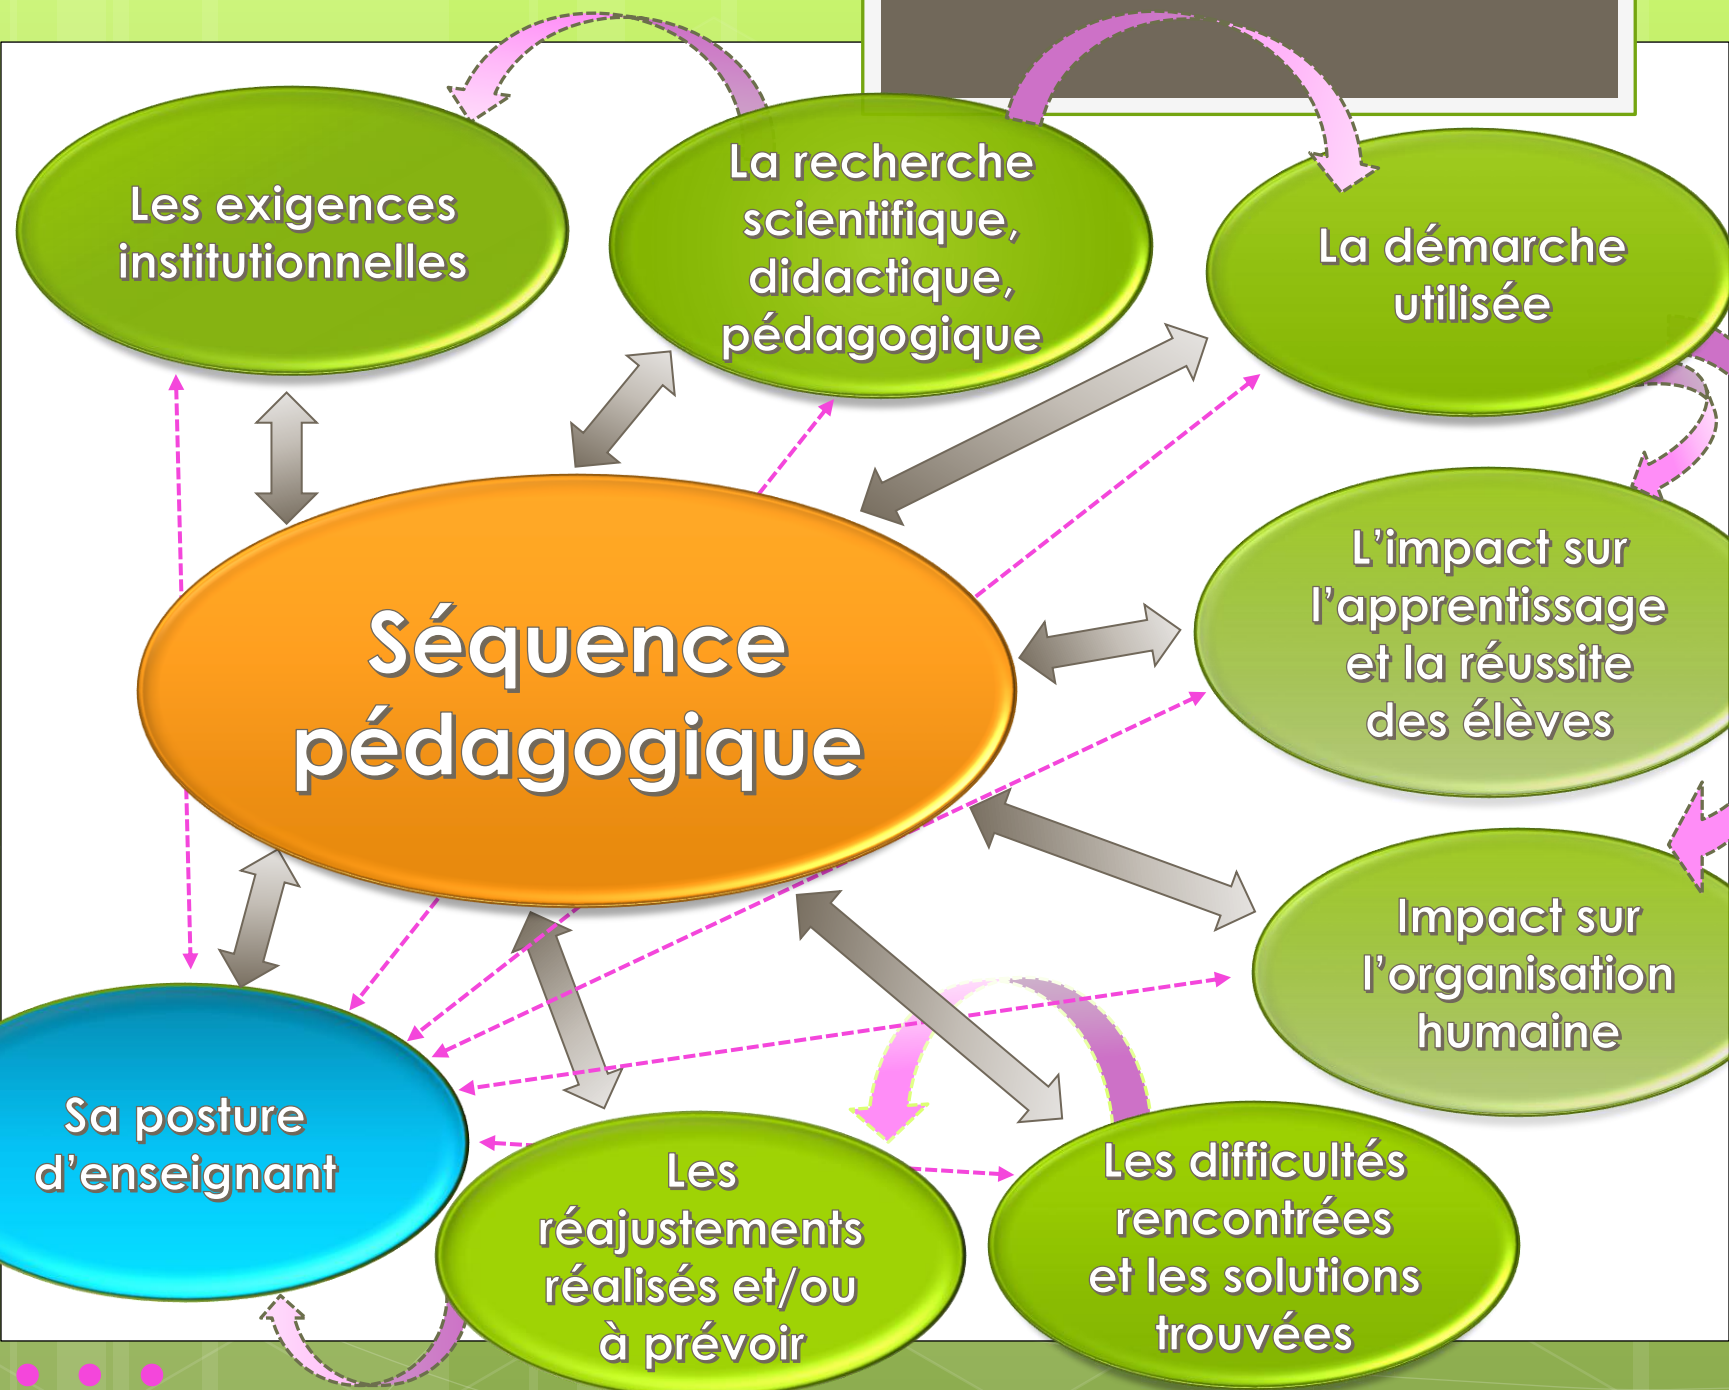 Les exigences
institutionnelles
La recherche
scientifique,
didactique,
pédagogique
La démarche
utilisée
L'impact sur
l'apprentissage
et la réussite
des élèves
Séquence
pédagogique
Impact sur
l'organisation
humaine
Sa posture
d'enseignant
Les
réajustements
réalisés et/ou
à prévoir
Les difficultés
rencontrées
et les solutions
trouvées